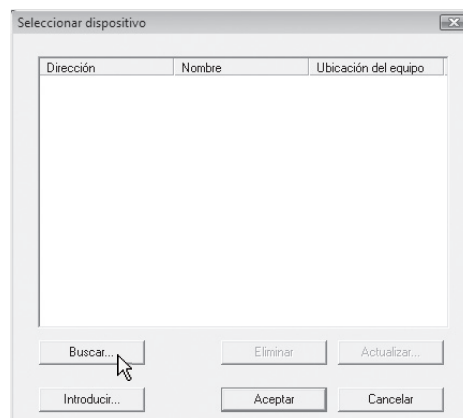 Seleccionar dispositivo
Dirección Nombre Ubicación del equipo
Buscar... Eliminar Actualizar...
Introducir... Aceptar Cancelar